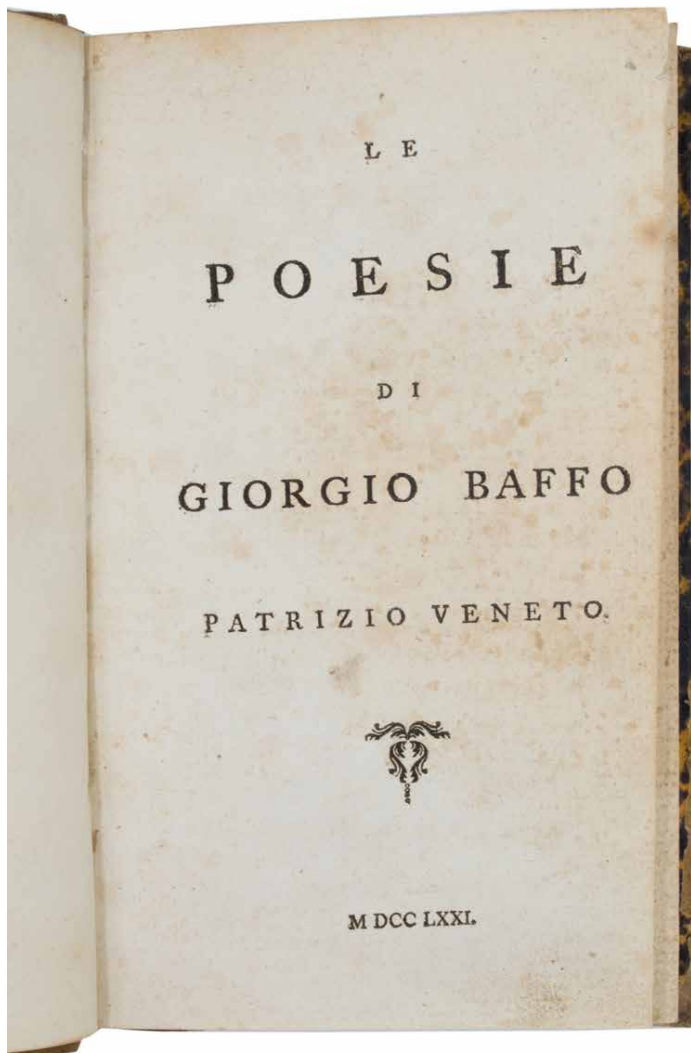 LE
POESIE
DI
GIORGIO BAFFO
PATRIZIO VENETO.
M DCC LXXI.